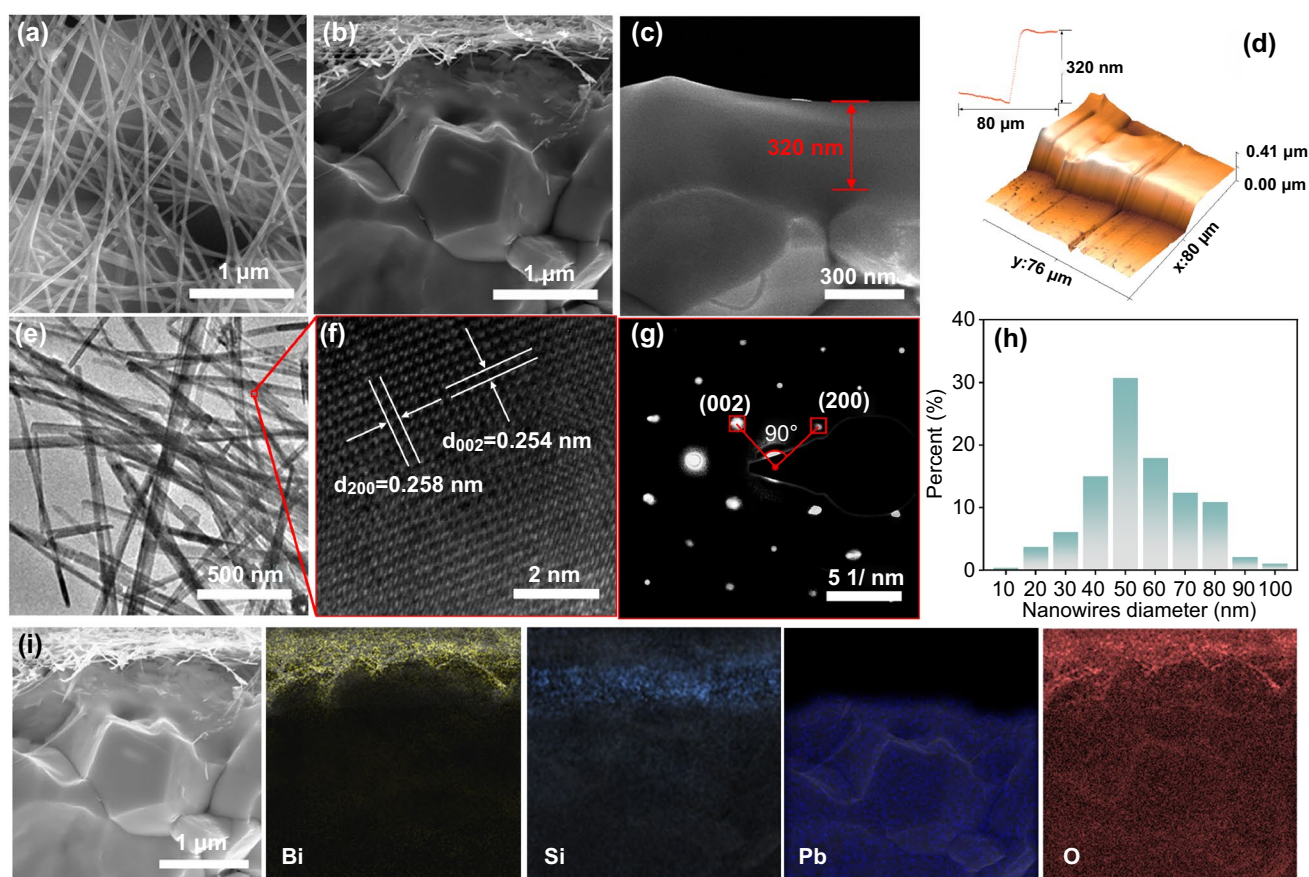 (a)
1 µm
(b)
1 µm
(c)
320 nm
300 nm
(d)
320 nm
80 µm
0.41 µm
0.00 µm
y:76 µm
x:80 µm
(e)
500 nm
(f)
d002=0.254 nm
d200=0.258 nm
2 nm
(g)
(002)
(200)
90°
5 1/ nm
(h)
Percent (%)
40
30
20
10
0
10 20 30 40 50 60 70 80 90 100
Nanowires diameter (nm)
(i)
1 µm
Bi
Si
Pb
O